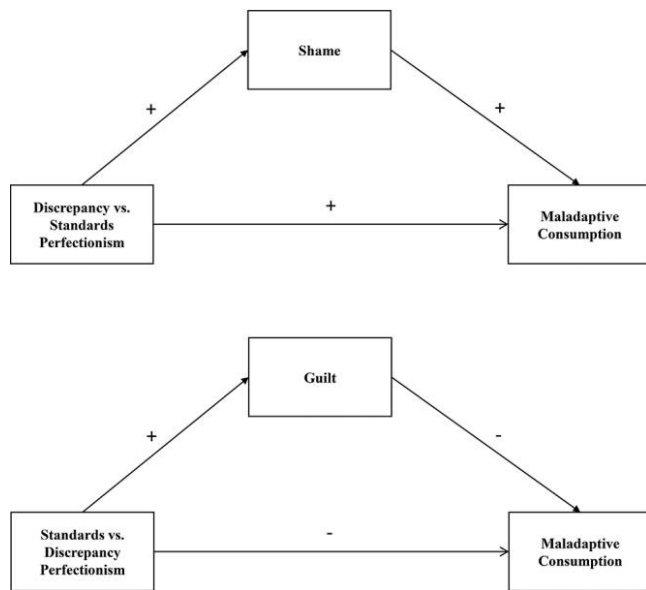 Shame
+
+
Discrepancy vs.
Standards
Perfectionism
+
Maladaptive
Consumption
Guilt
+
-
Standards vs.
Discrepancy
Perfectionism
-
Maladaptive
Consumption